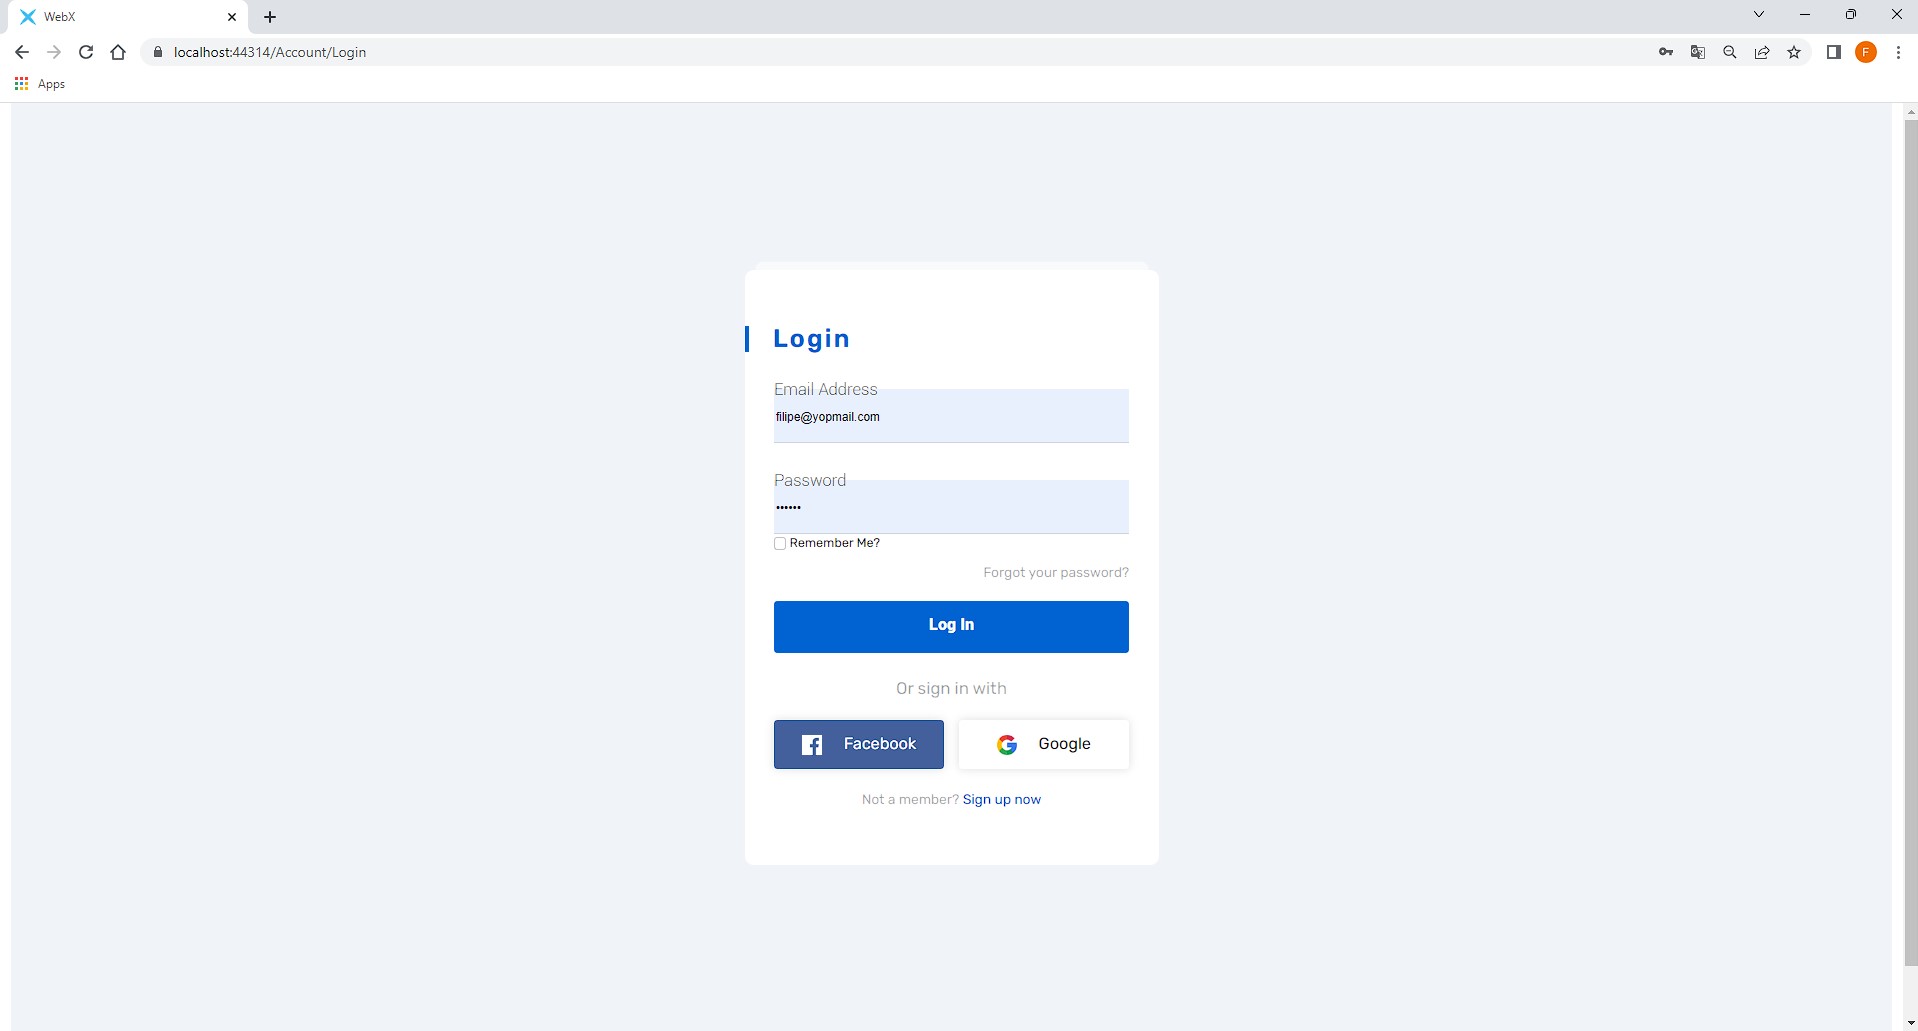 WebX
localhost:44314/Account/Login
F
Apps
Login
Email Address
filipe@yopmail.com
Password
••••••
Remember Me?
Forgot your password?
Log In
Or sign in with
Facebook Google
Not a member? Sign up now